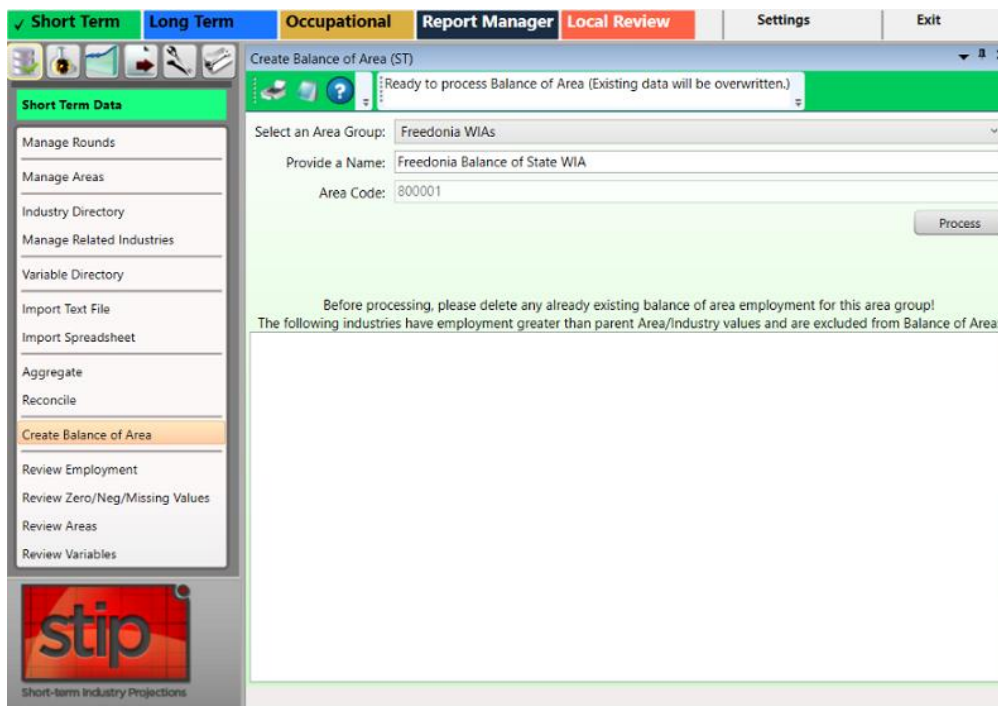 ✓ Short Term Long Term Occupational Report Manager Local Review Settings Exit
Create Balance of Area (ST)
Ready to process Balance of Area (Existing data will be overwritten.)
Short Term Data
Manage Rounds
Manage Areas
Industry Directory
Manage Related Industries
Variable Directory
Import Text File
Import Spreadsheet
Aggregate
Reconcile
Create Balance of Area
Review Employment
Review Zero/Neg/Missing Values
Review Areas
Review Variables
stip
Short-term Industry Projections
Select an Area Group: Freedonia WIAs
Provide a Name: Freedonia Balance of State WIA
Area Code: 800001
Process
Before processing, please delete any already existing balance of area employment for this area group!
The following industries have employment greater than parent Area/Industry values and are excluded from Balance of Area